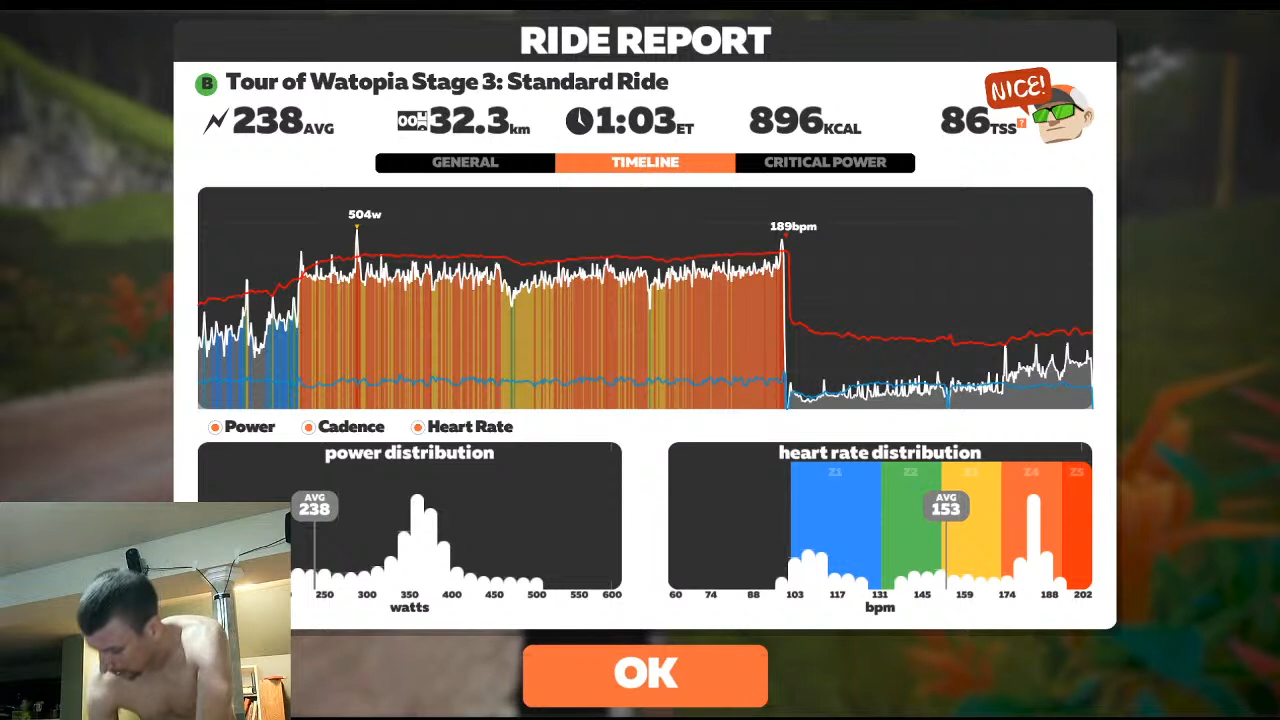 RIDE REPORT
B Tour of Watopia Stage 3: Standard Ride
NICE!
238AVG 32.3km 1:03ET 896KCAL 86TSS?
GENERAL TIMELINE CRITICAL POWER
504w
189bpm
Power Cadence Heart Rate
power distribution
AVG
238
250 300 350 400 450 500 550 600
watts
heart rate distribution
Z1 Z2 Z3 Z4 Z5
AVG
153
60 74 88 103 117 131 145 159 174 188 202
bpm
OK